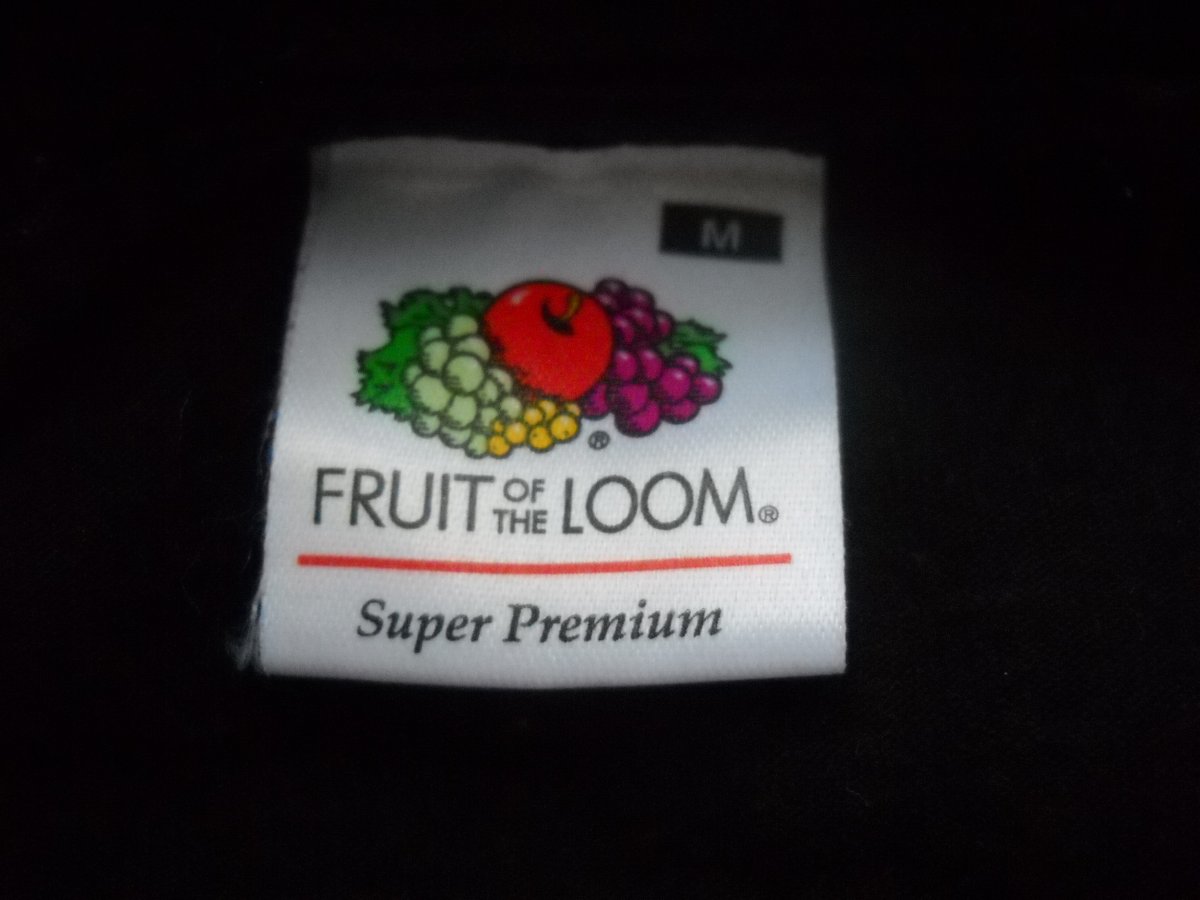 M
®
FRUIT OF THE LOOM®
Super Premium